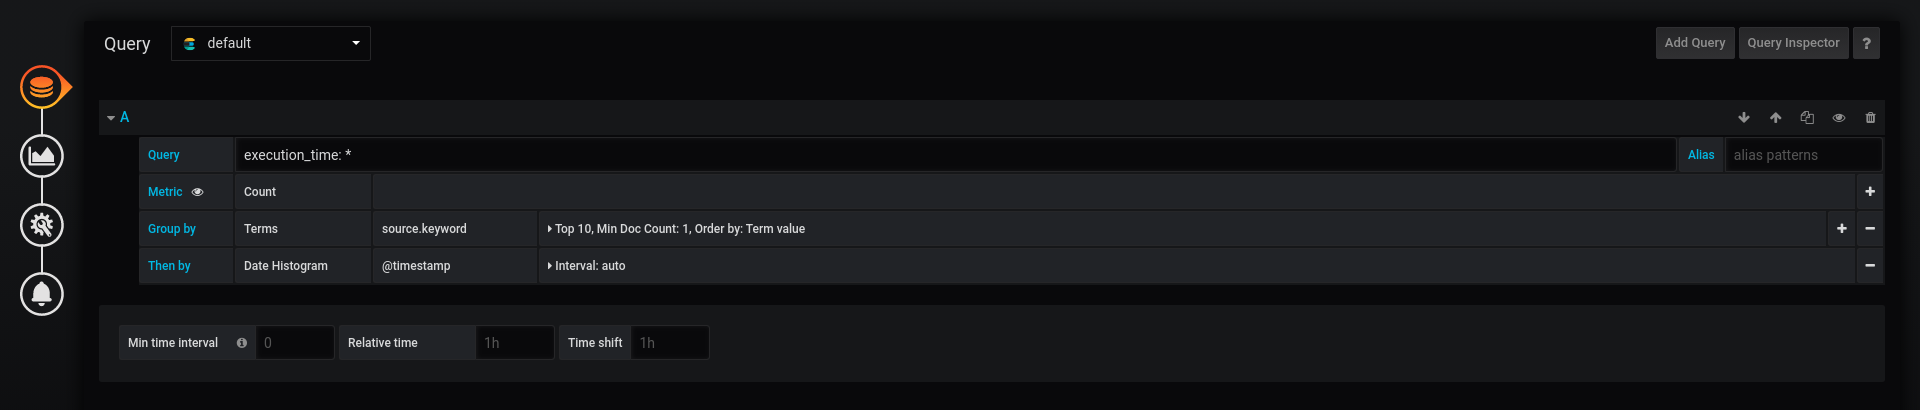 Query default Add Query Query Inspector ?
A
Query execution_time: * Alias alias patterns
Metric Count +
Group by Terms source.keyword Top 10, Min Doc Count: 1, Order by: Term value + −
Then by Date Histogram @timestamp Interval: auto −
Min time interval 0 Relative time 1h Time shift 1h